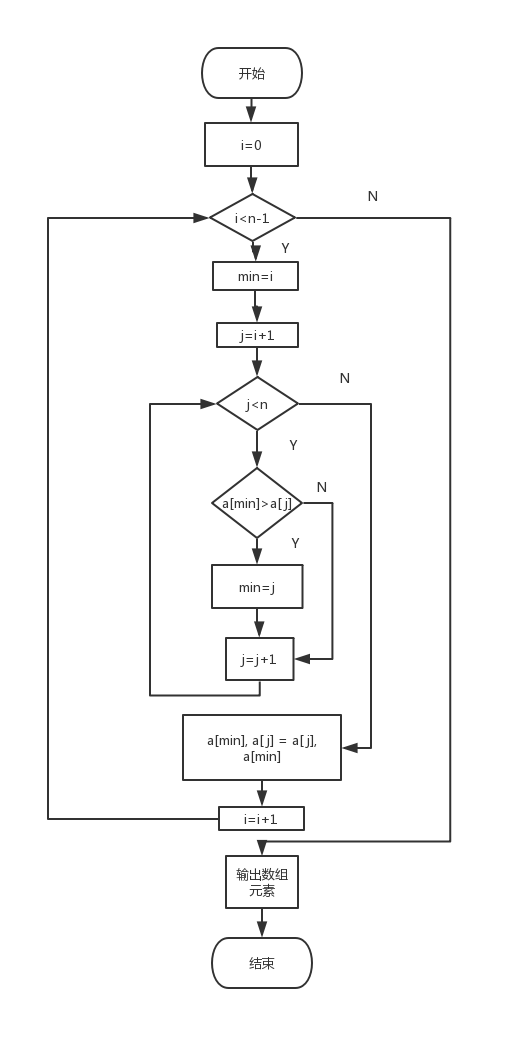 开始
i=0
i<n-1
N
Y
min=i
j=i+1
j<n
N
Y
a[min]>a[j]
N
Y
min=j
j=j+1
a[min], a[j] = a[j],
a[min]
i=i+1
输出数组
元素
结束